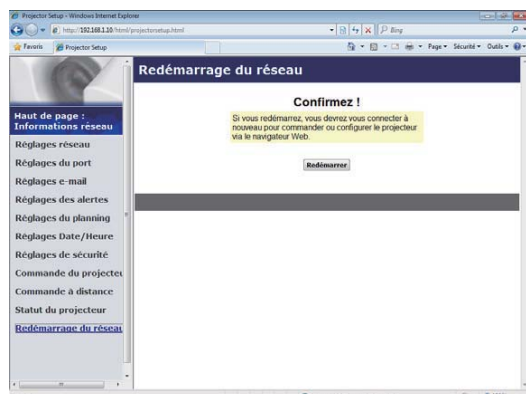 Projector Setup - Windows Internet Explorer
http://192.168.1.10/html/projectorsetup.html
Bing
Favoris
Projector Setup
Page
Sécurité
Outils
Redémarrage du réseau
Confirmez !
Si vous redémarrez, vous devrez vous connecter à
nouveau pour commander ou configurer le projecteur
via le navigateur Web.
Redémarrer
Haut de page :
Informations réseau
Réglages réseau
Réglages du port
Réglages e-mail
Réglages des alertes
Réglages du planning
Réglages Date/Heure
Réglages de sécurité
Commande du projecteu
Commande à distance
Statut du projecteur
Redémarrage du réseau